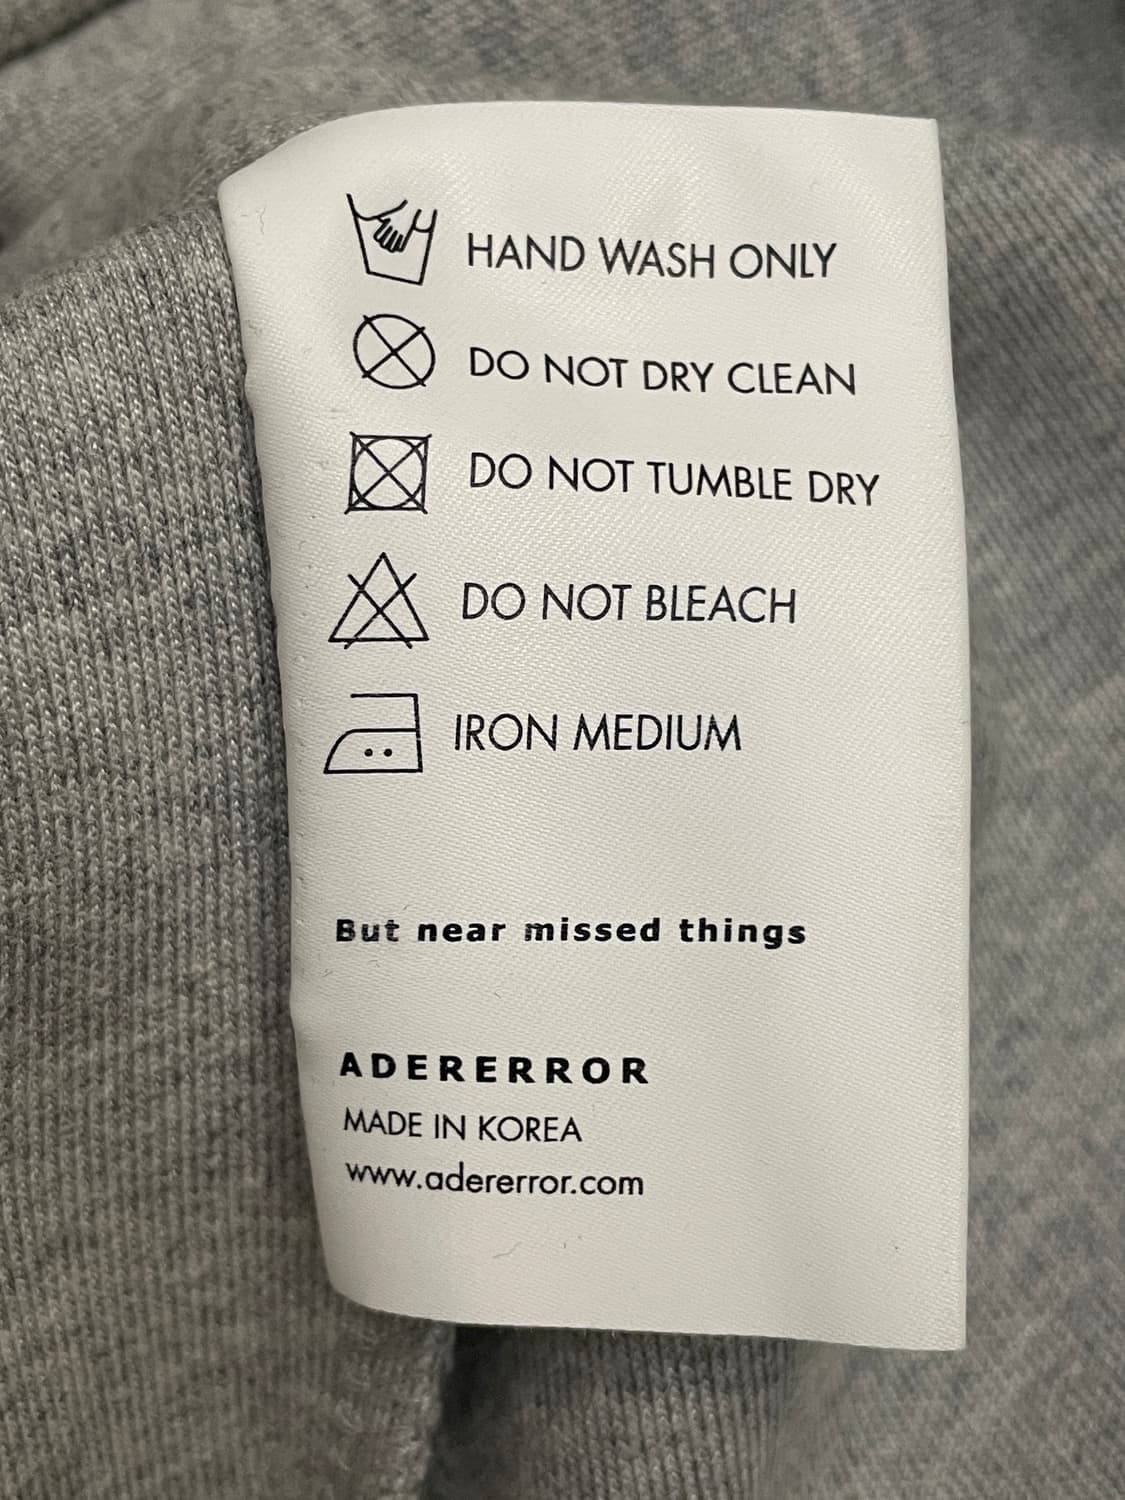 HAND WASH ONLY
DO NOT DRY CLEAN
DO NOT TUMBLE DRY
DO NOT BLEACH
IRON MEDIUM
But near missed things
ADERERROR
MADE IN KOREA
www.adererror.com